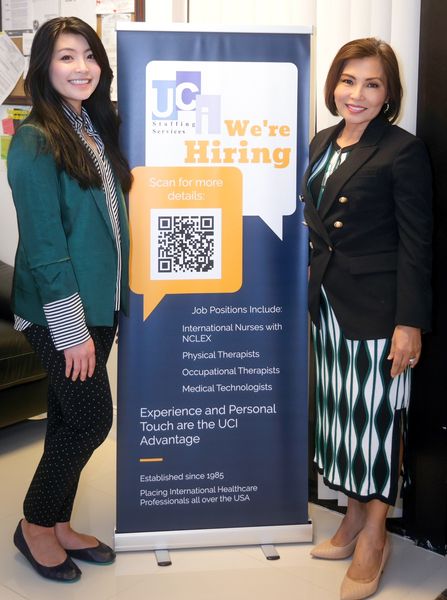 UCi
Staffing
Services
We're
Hiring
Scan for more
details:
Job Positions Include:
International Nurses with
NCLEX
Physical Therapists
Occupational Therapists
Medical Technologists
Experience and Personal
Touch are the UCI
Advantage
Established since 1985
Placing International Healthcare
Professionals all over the USA